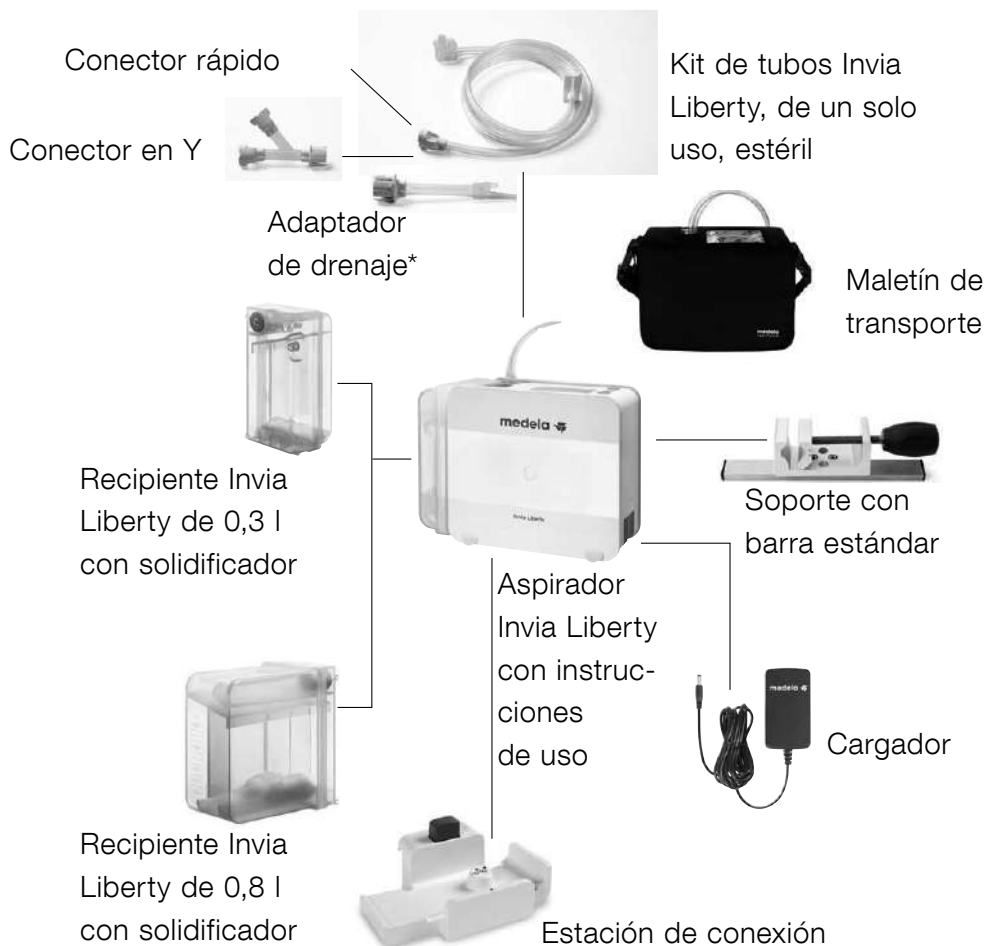 Conector rápido
Kit de tubos Invia
Liberty, de un solo
uso, estéril
Conector en Y
Adaptador
de drenaje*
Maletín de
transporte
medela
medela
Invia Liberty
Recipiente Invia
Liberty de 0,3 l
con solidificador
Soporte con
barra estándar
Aspirador
Invia Liberty
con instruc-
ciones
de uso
medela
Cargador
Recipiente Invia
Liberty de 0,8 l
con solidificador
Estación de conexión